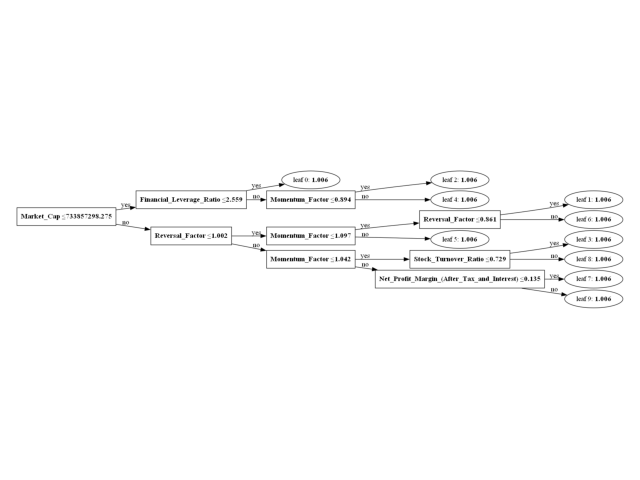 yes
leaf 0: 1.006
yes
leaf 2: 1.006
yes
Financial_Leverage_Ratio ≤2.559
no
Momentum_Factor ≤0.894
no
leaf 4: 1.006
yes
leaf 1: 1.006
Market_Cap ≤733857298.275
yes
Reversal_Factor ≤0.861
no
leaf 6: 1.006
no
Reversal_Factor ≤1.002
yes
Momentum_Factor ≤1.097
no
leaf 5: 1.006
yes
leaf 3: 1.006
no
Momentum_Factor ≤1.042
yes
Stock_Turnover_Ratio ≤0.729
no
leaf 8: 1.006
no
Net_Profit_Margin_(After_Tax_and_Interest) ≤0.135
yes
leaf 7: 1.006
no
leaf 9: 1.006